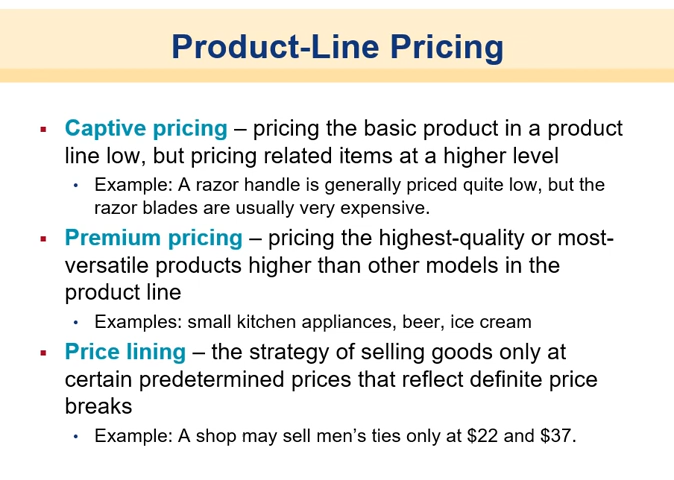 Product-Line Pricing
▪ Captive pricing – pricing the basic product in a product
line low, but pricing related items at a higher level
• Example: A razor handle is generally priced quite low, but the
razor blades are usually very expensive.
▪ Premium pricing – pricing the highest-quality or most-
versatile products higher than other models in the
product line
• Examples: small kitchen appliances, beer, ice cream
▪ Price lining – the strategy of selling goods only at
certain predetermined prices that reflect definite price
breaks
• Example: A shop may sell men’s ties only at $22 and $37.